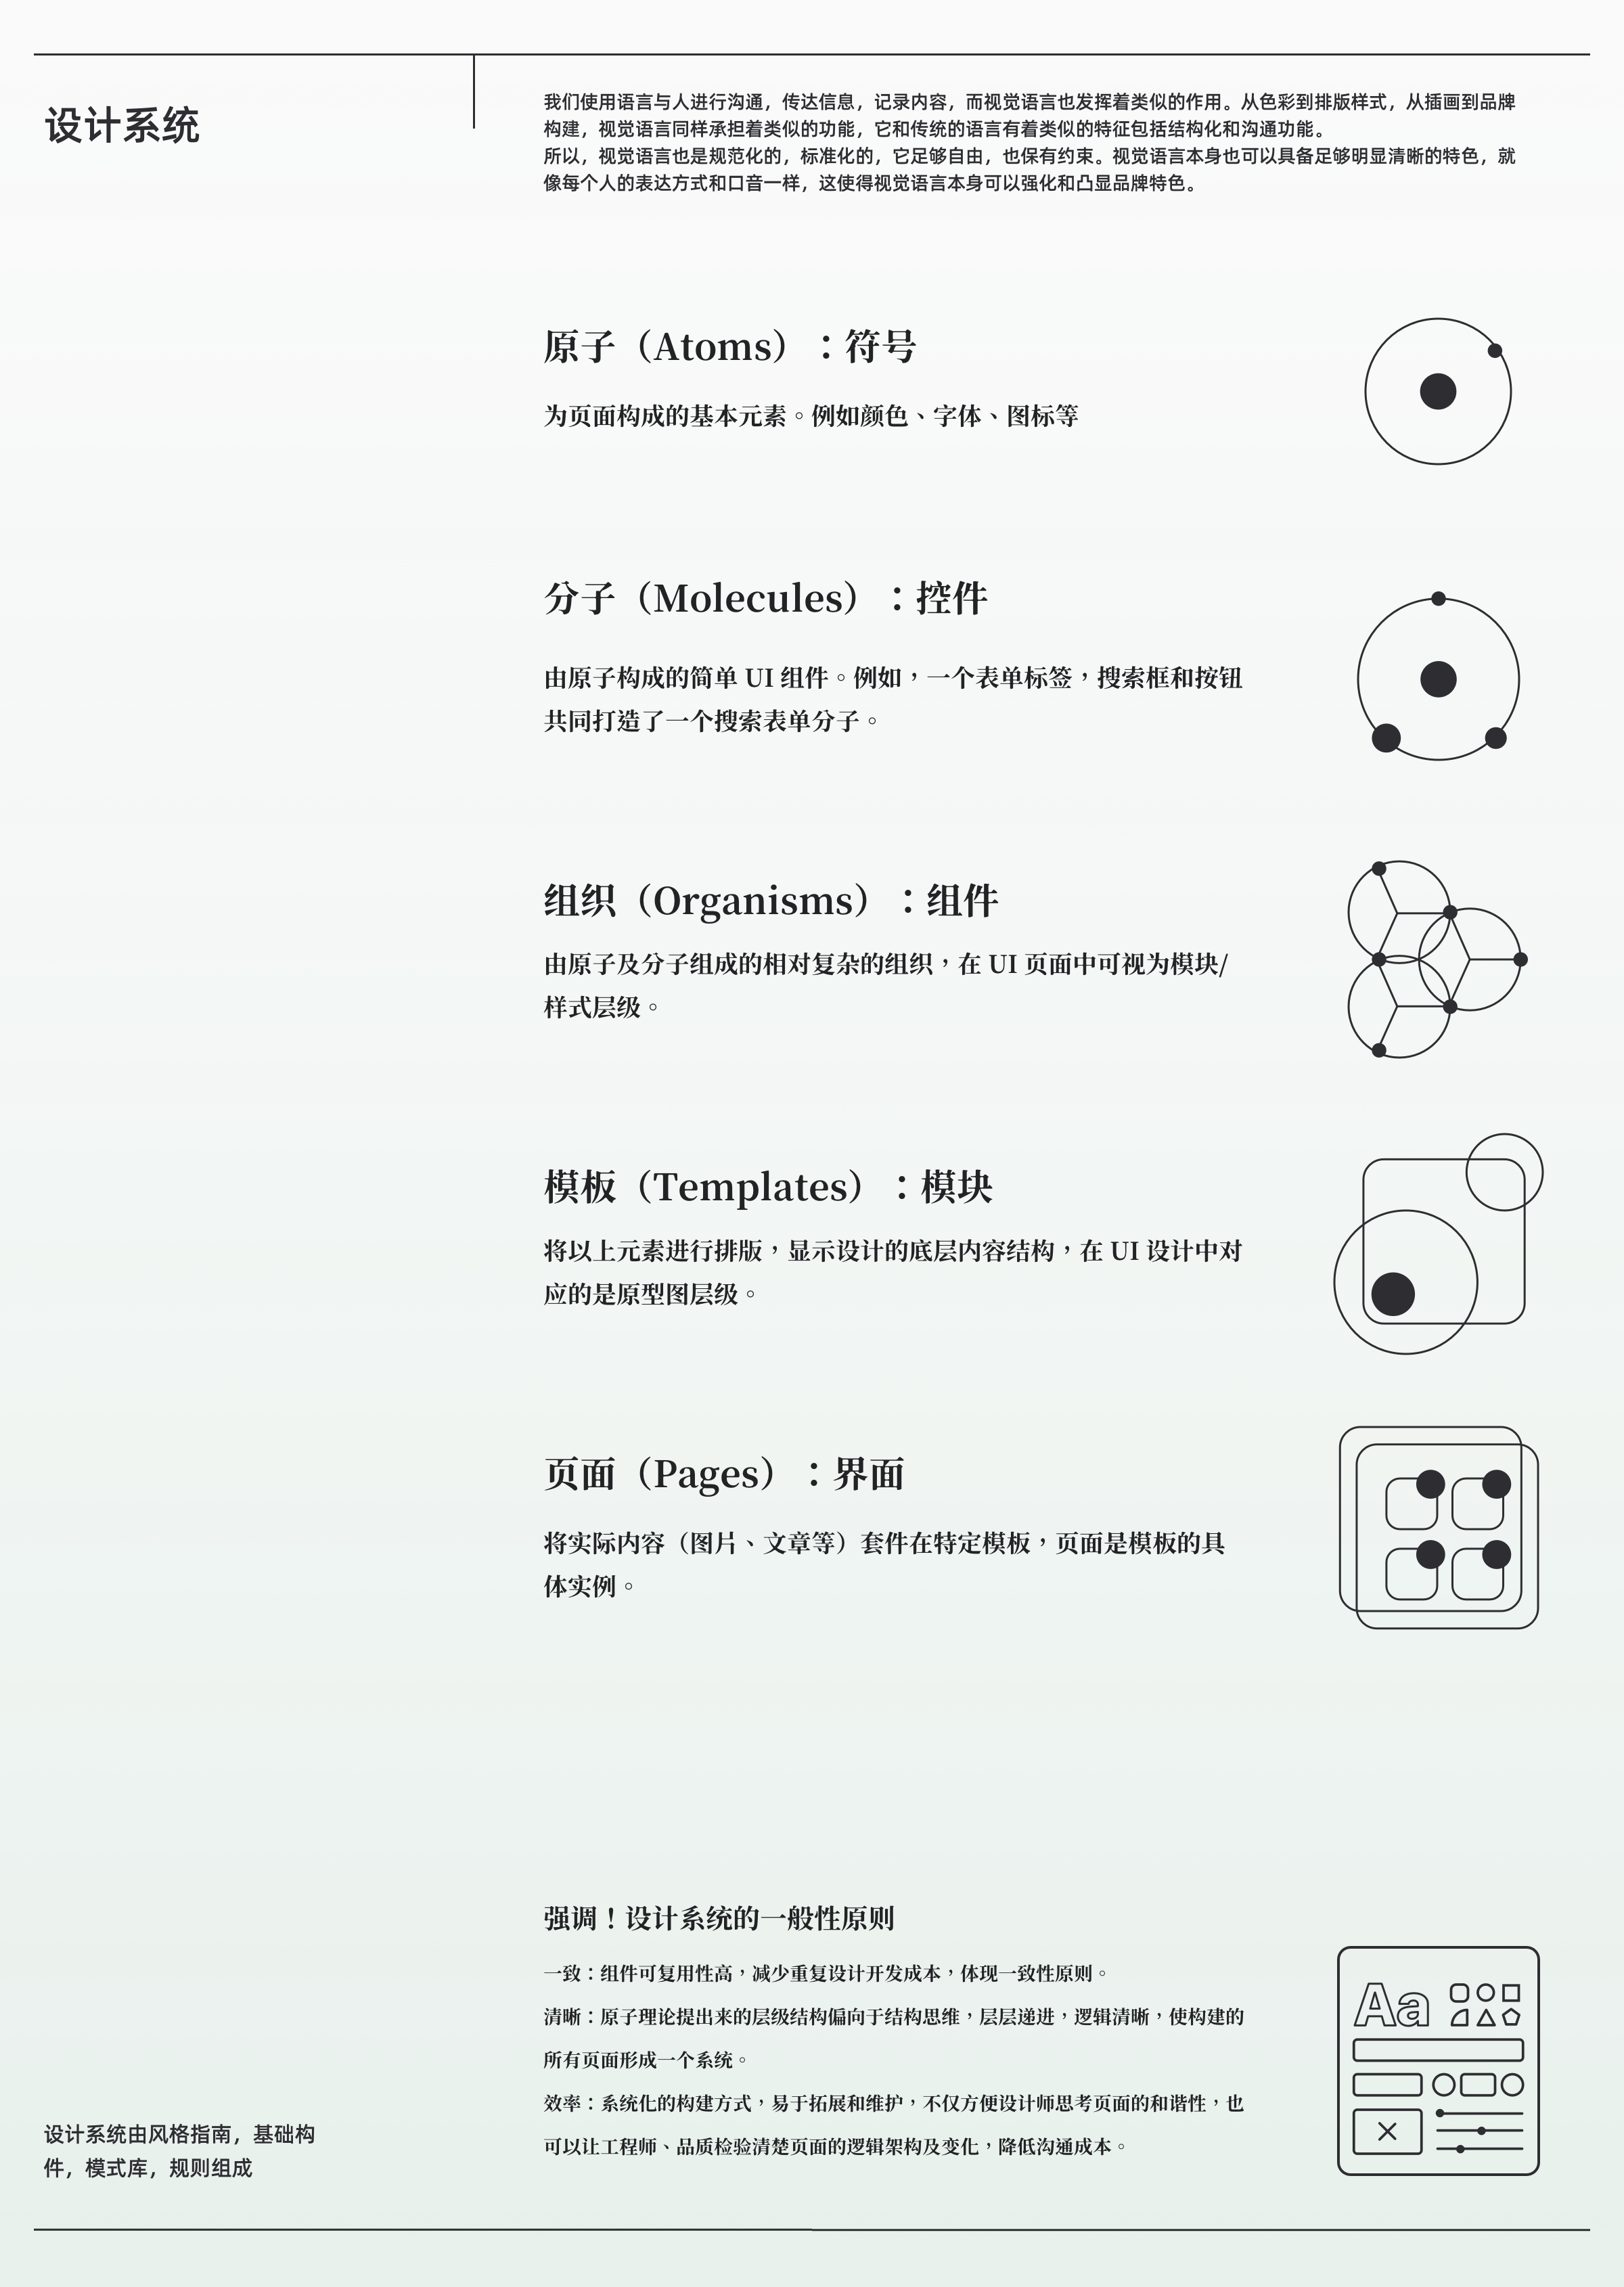 设计系统
我们使用语言与人进行沟通，传达信息，记录内容，而视觉语言也发挥着类似的作用。从色彩到排版样式，从插画到品牌
构建，视觉语言同样承担着类似的功能，它和传统的语言有着类似的特征包括结构化和沟通功能。
所以，视觉语言也是规范化的，标准化的，它足够自由，也保有约束。视觉语言本身也可以具备足够明显清晰的特色，就
像每个人的表达方式和口音一样，这使得视觉语言本身可以强化和凸显品牌特色。
原子（Atoms）：符号
为页面构成的基本元素。例如颜色、字体、图标等
分子（Molecules）：控件
由原子构成的简单 UI 组件。例如，一个表单标签，搜索框和按钮
共同打造了一个搜索表单分子。
组织（Organisms）：组件
由原子及分子组成的相对复杂的组织，在 UI 页面中可视为模块/
样式层级。
模板（Templates）：模块
将以上元素进行排版，显示设计的底层内容结构，在 UI 设计中对
应的是原型图层级。
页面（Pages）：界面
将实际内容（图片、文章等）套件在特定模板，页面是模板的具
体实例。
强调！设计系统的一般性原则
一致：组件可复用性高，减少重复设计开发成本，体现一致性原则。
清晰：原子理论提出来的层级结构偏向于结构思维，层层递进，逻辑清晰，使构建的
所有页面形成一个系统。
效率：系统化的构建方式，易于拓展和维护，不仅方便设计师思考页面的和谐性，也
可以让工程师、品质检验清楚页面的逻辑架构及变化，降低沟通成本。
Aa
设计系统由风格指南，基础构
件，模式库，规则组成